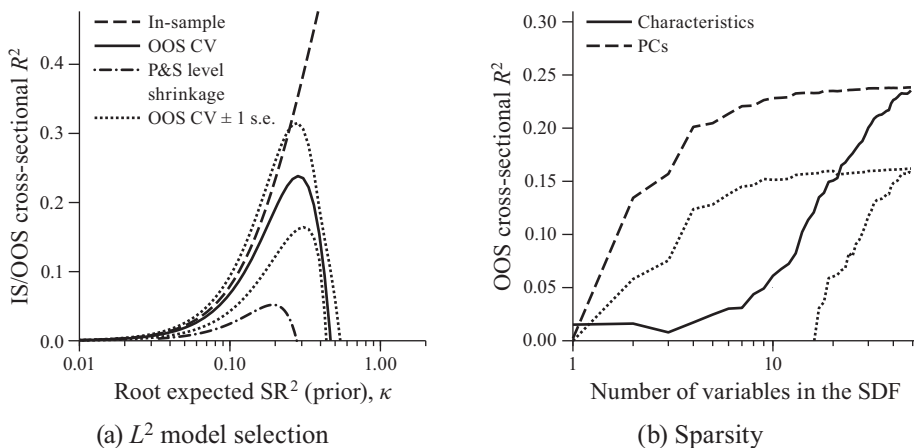 In-sample
OOS CV
P&S level
shrinkage
OOS CV ± 1 s.e.
IS/OOS cross-sectional R²
0.4
0.3
0.2
0.1
0.0
0.01
0.10
1.00
Root expected SR² (prior), κ
(a) L² model selection
Characteristics
PCs
OOS cross-sectional R²
0.30
0.25
0.20
0.15
0.10
0.05
0.00
1
10
Number of variables in the SDF
(b) Sparsity